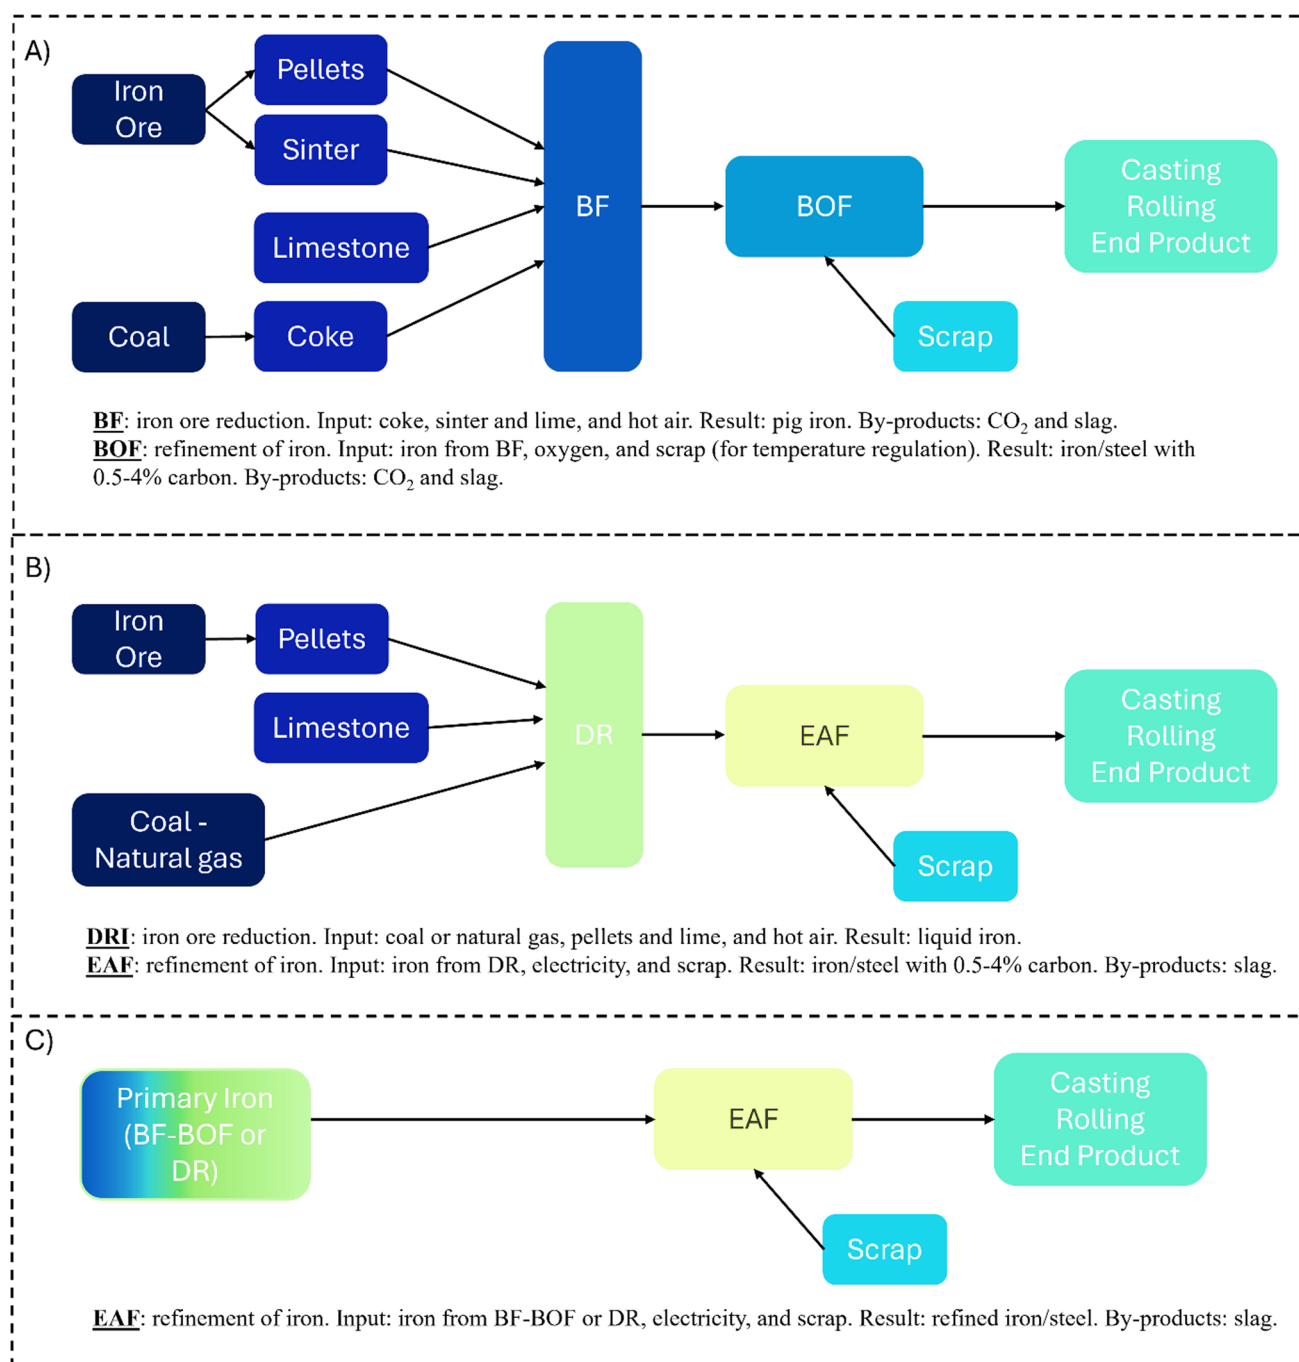 A)
Iron
Ore
Pellets
Sinter
Limestone
Coal
Coke
BF
BOF
Scrap
Casting
Rolling
End Product
BF: iron ore reduction. Input: coke, sinter and lime, and hot air. Result: pig iron. By-products: CO₂ and slag.
BOF: refinement of iron. Input: iron from BF, oxygen, and scrap (for temperature regulation). Result: iron/steel with
0.5-4% carbon. By-products: CO₂ and slag.
B)
Iron
Ore
Pellets
Limestone
Coal -
Natural gas
DR
EAF
Scrap
Casting
Rolling
End Product
DRI: iron ore reduction. Input: coal or natural gas, pellets and lime, and hot air. Result: liquid iron.
EAF: refinement of iron. Input: iron from DR, electricity, and scrap. Result: iron/steel with 0.5-4% carbon. By-products: slag.
C)
Primary Iron
(BF-BOF or
DR)
EAF
Scrap
Casting
Rolling
End Product
EAF: refinement of iron. Input: iron from BF-BOF or DR, electricity, and scrap. Result: refined iron/steel. By-products: slag.